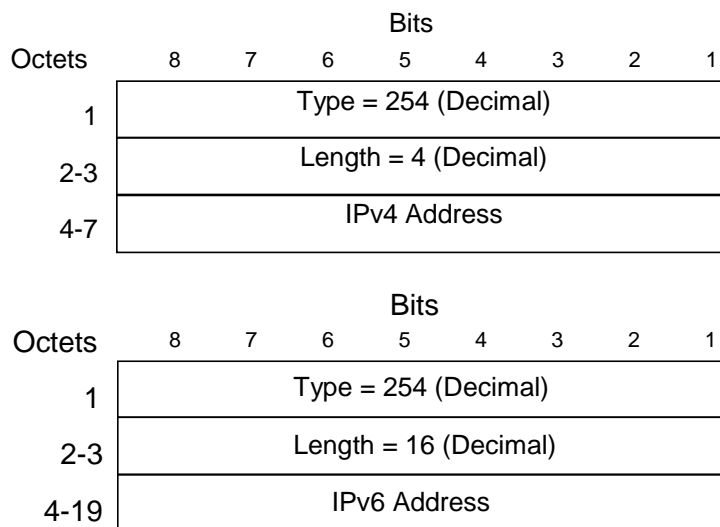 Bits
Octets 8 7 6 5 4 3 2 1
1 Type = 254 (Decimal)
2-3 Length = 4 (Decimal)
4-7 IPv4 Address
Bits
Octets 8 7 6 5 4 3 2 1
1 Type = 254 (Decimal)
2-3 Length = 16 (Decimal)
4-19 IPv6 Address